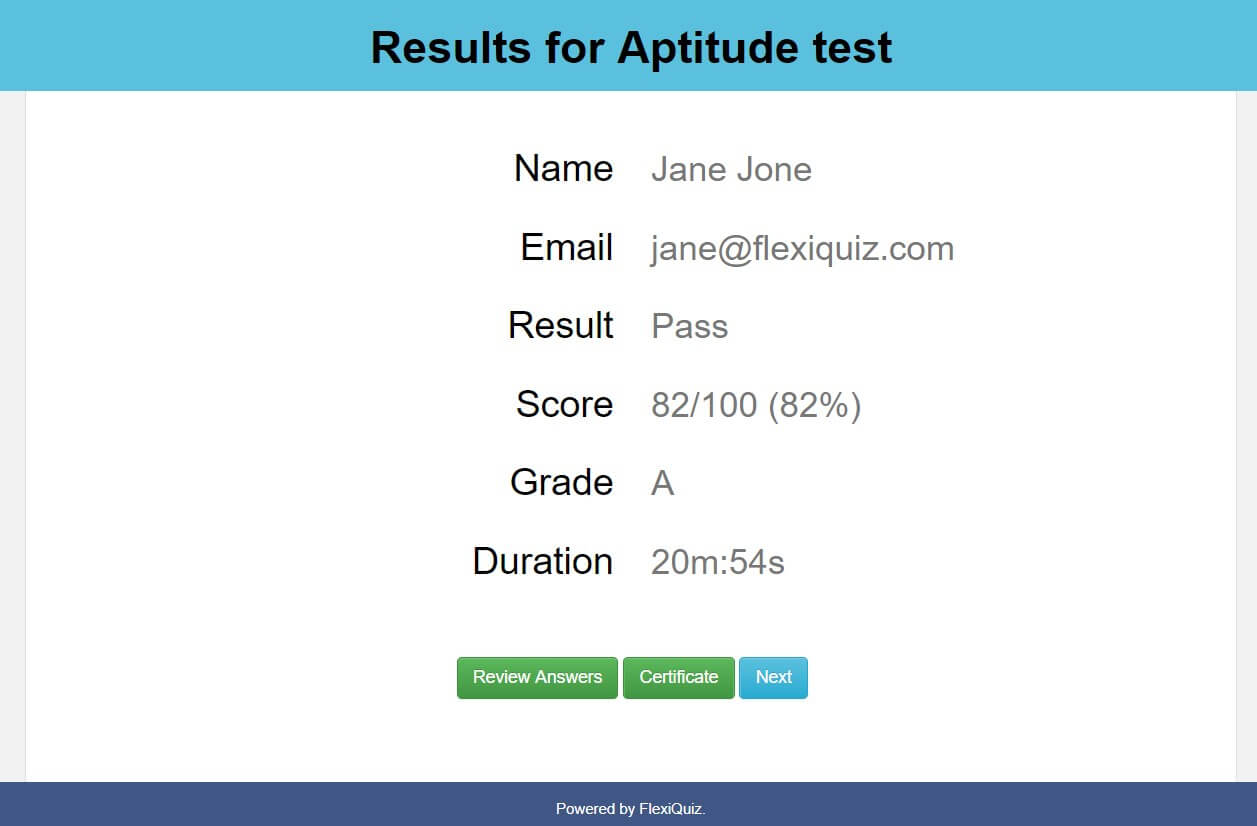 Results for Aptitude test
Name Jane Jone
Email jane@flexiquiz.com
Result Pass
Score 82/100 (82%)
Grade A
Duration 20m:54s
Review Answers Certificate Next
Powered by FlexiQuiz.